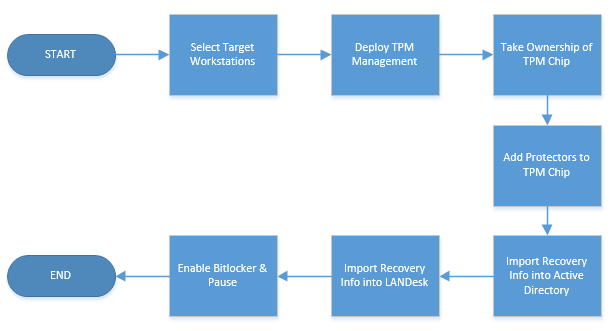 START
Select Target
Workstations
Deploy TPM
Management
Take Ownership of
TPM Chip
Add Protectors to
TPM Chip
Import Recovery
Info into Active
Directory
Import Recovery
Info into LANDesk
Enable Bitlocker &
Pause
END